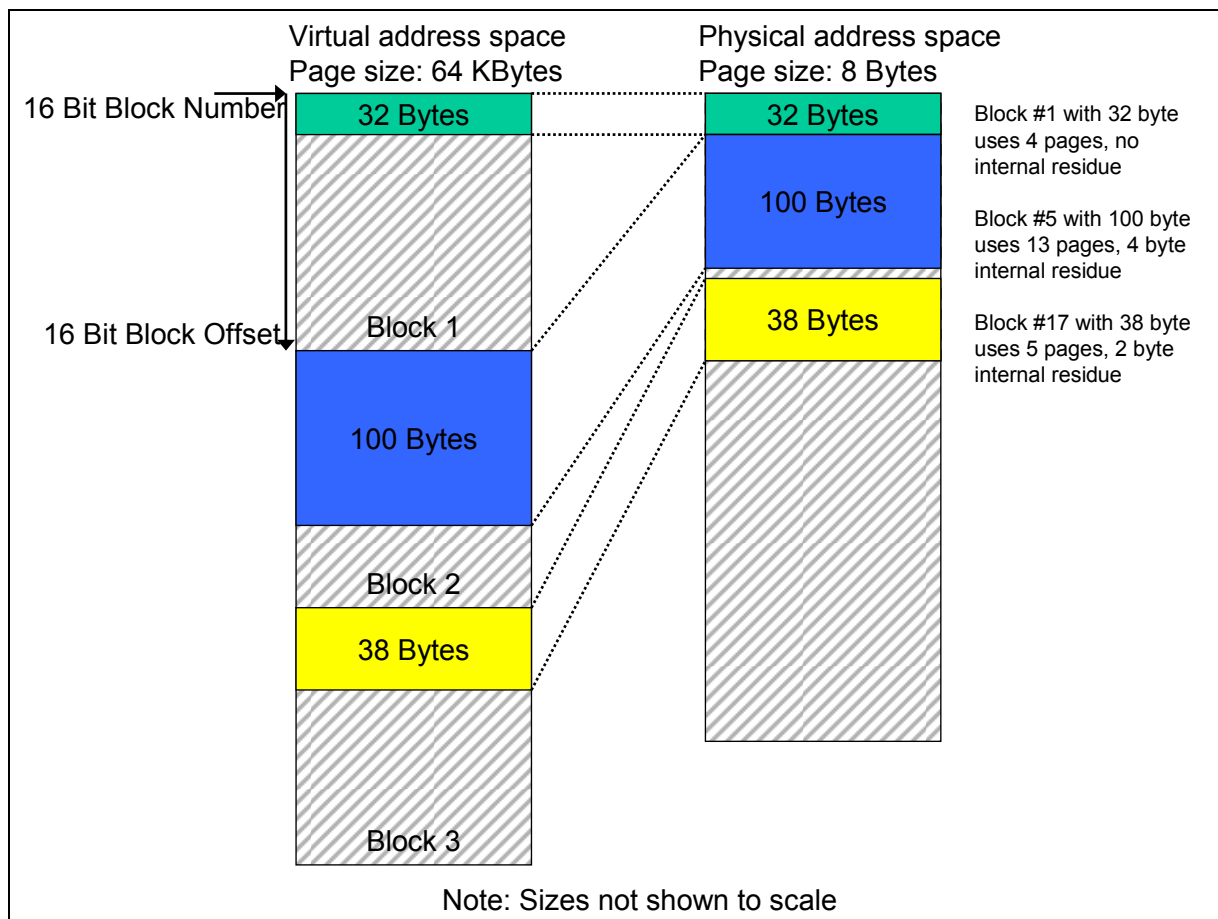 Virtual address space
Page size: 64 KBytes
Physical address space
Page size: 8 Bytes
16 Bit Block Number
32 Bytes
32 Bytes
Block #1 with 32 byte
uses 4 pages, no
internal residue
100 Bytes
Block #5 with 100 byte
uses 13 pages, 4 byte
internal residue
16 Bit Block Offset
Block 1
38 Bytes
Block #17 with 38 byte
uses 5 pages, 2 byte
internal residue
100 Bytes
Block 2
38 Bytes
Block 3
Note: Sizes not shown to scale